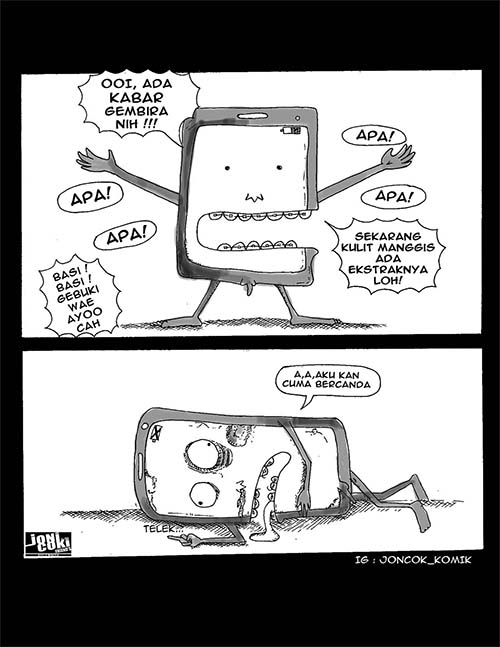 OOI, ADA
KABAR
GEMBIRA
NIH !!!
APA!
APA!
APA!
APA!
SEKARANG
KULIT MANGGIS
ADA
EKSTRAKNYA
LOH!
BASI !
BASI !
GEBUKI
WAE
AYOO
CAH
A,A,AKU KAN
CUMA BERCANDA
TELEK...
IG : JONCOK_KOMIK